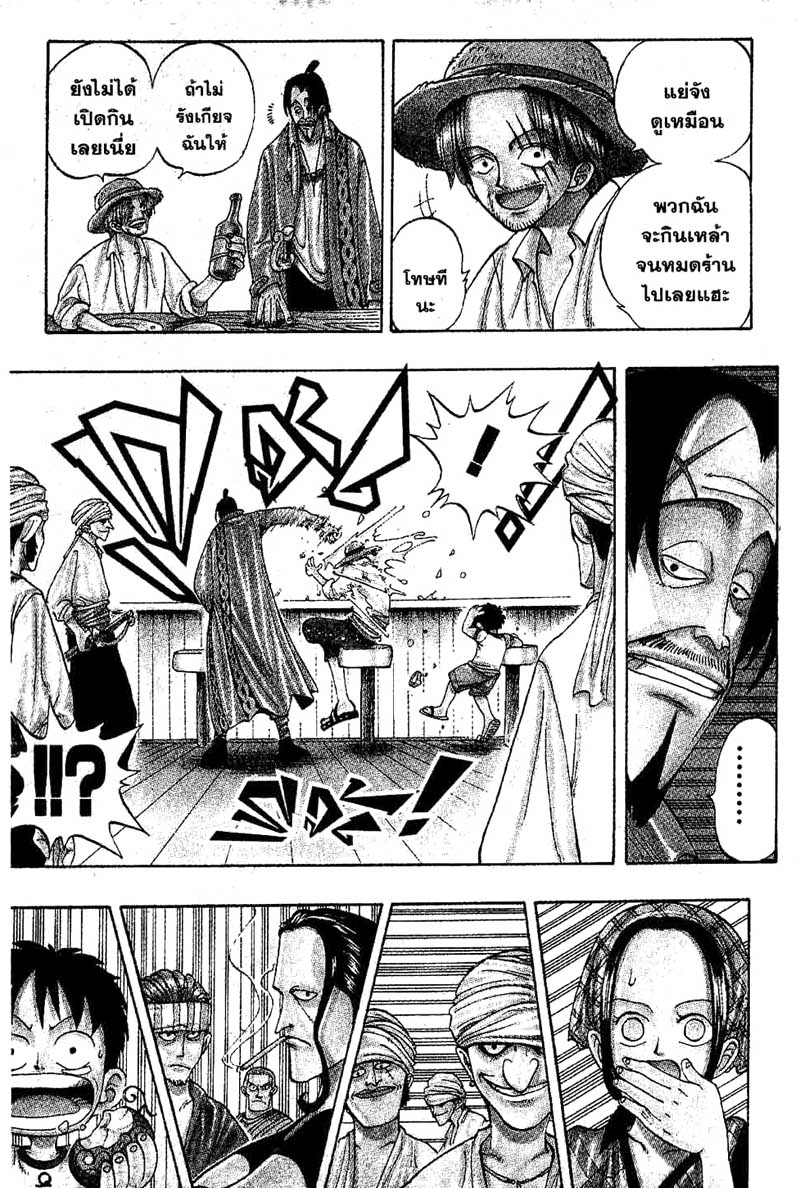 แย่จัง
ดูเหมือน
พวกฉัน
จะกินเหล้า
จนหมดร้าน
ไปเลยแฮะ
โทษที
นะ
ถ้าไม่
รังเกียจ
ฉันให้
ยังไม่ได้
เปิดกิน
เลยเนี่ย
........
!
!!?